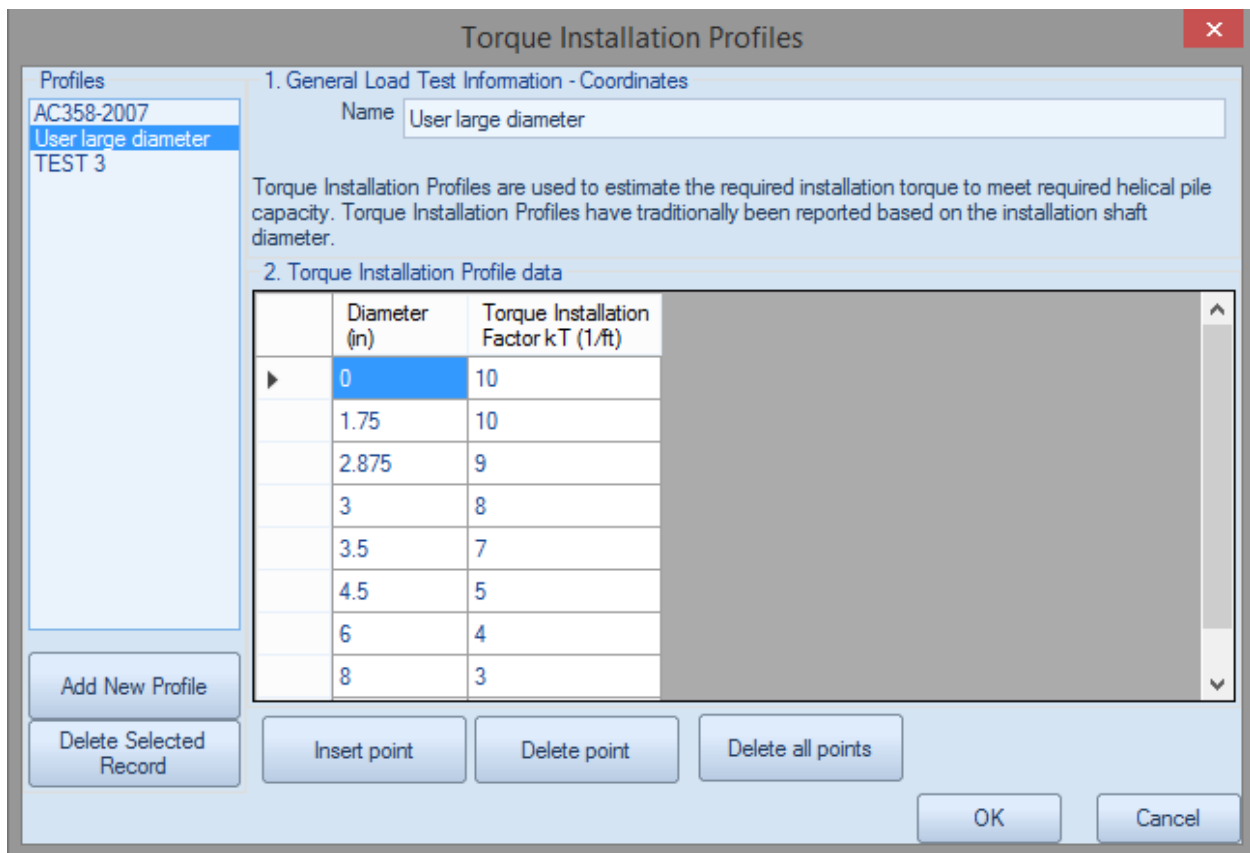 Torque Installation Profiles
Profiles
AC358-2007
User large diameter
TEST 3
Add New Profile
Delete Selected
Record
1. General Load Test Information - Coordinates
Name User large diameter
Torque Installation Profiles are used to estimate the required installation torque to meet required helical pile
capacity. Torque Installation Profiles have traditionally been reported based on the installation shaft
diameter.
2. Torque Installation Profile data
Diameter Torque Installation
(in) Factor kT (1/ft)
0 10
1.75 10
2.875 9
3 8
3.5 7
4.5 5
6 4
8 3
Insert point Delete point Delete all points
OK Cancel